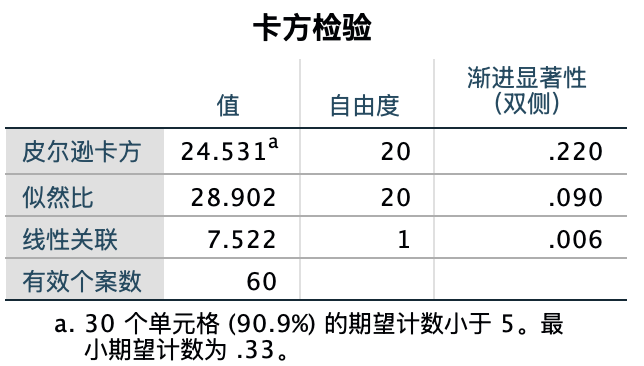 卡方检验
值 自由度 渐进显著性
(双侧)
皮尔逊卡方 24.531a 20 .220
似然比 28.902 20 .090
线性关联 7.522 1 .006
有效个案数 60
a. 30 个单元格 (90.9%) 的期望计数小于 5。最
小期望计数为 .33。